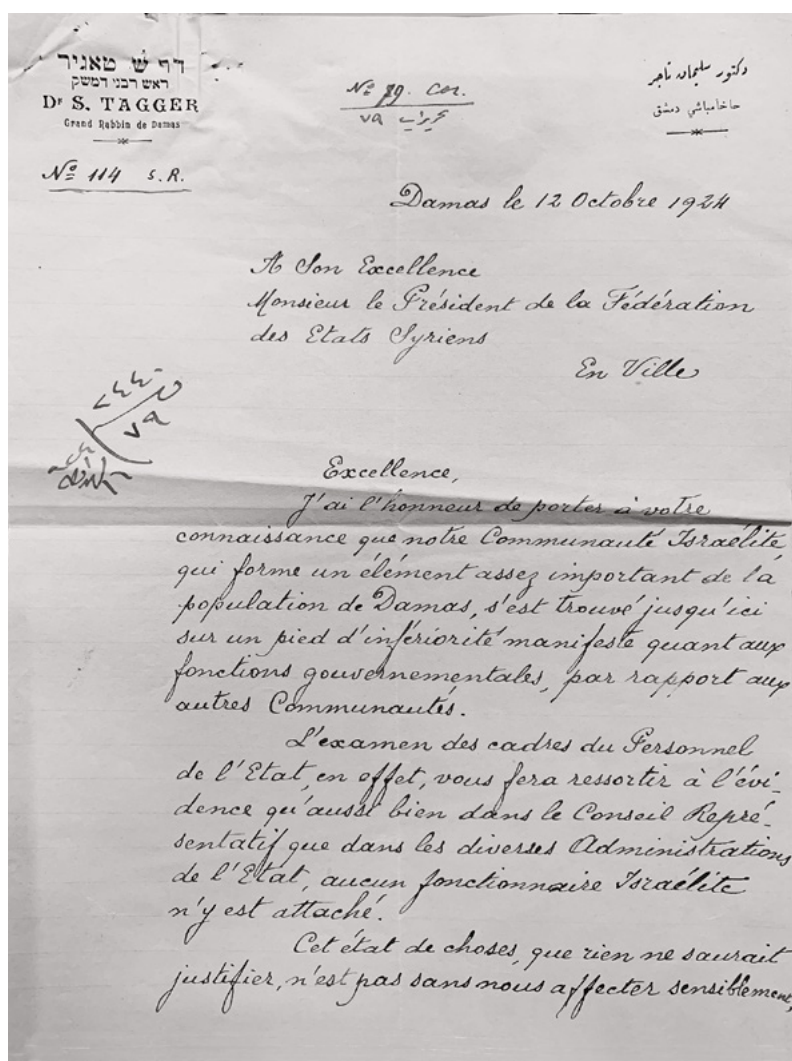 דר׳ ש׳ טאגיר
ראש רבני דמשק
Dr S. TAGGER
Grand Rabbin de Damas
Nº 114 S. R.
Nº 79. Cor.
٧٩
دكتور سليمان تاجر
حاخامباشي دمشق
Damas le 12 Octobre 1924
A Son Excellence
Monsieur le Président de la Fédération
des Etats Syriens
En Ville
٧٩
Excellence,
J'ai l'honneur de porter à votre
connaissance que notre Communauté Israélite,
qui forme un élément assez important de la
population de Damas, s'est trouvé jusqu'ici
sur un pied d'infériorité manifeste quant aux
fonctions gouvernementales, par rapport aux
autres Communautés.
L'examen des cadres du Personnel
de l'Etat, en effet, vous fera ressortir à l'évi-
dence qu'aussi bien dans le Conseil Repré-
sentatif que dans les diverses Administrations
de l'Etat, aucun fonctionnaire Israélite
n'y est attaché.
Cet état de choses, que rien ne saurait
justifier, n'est pas sans nous affecter sensiblement,